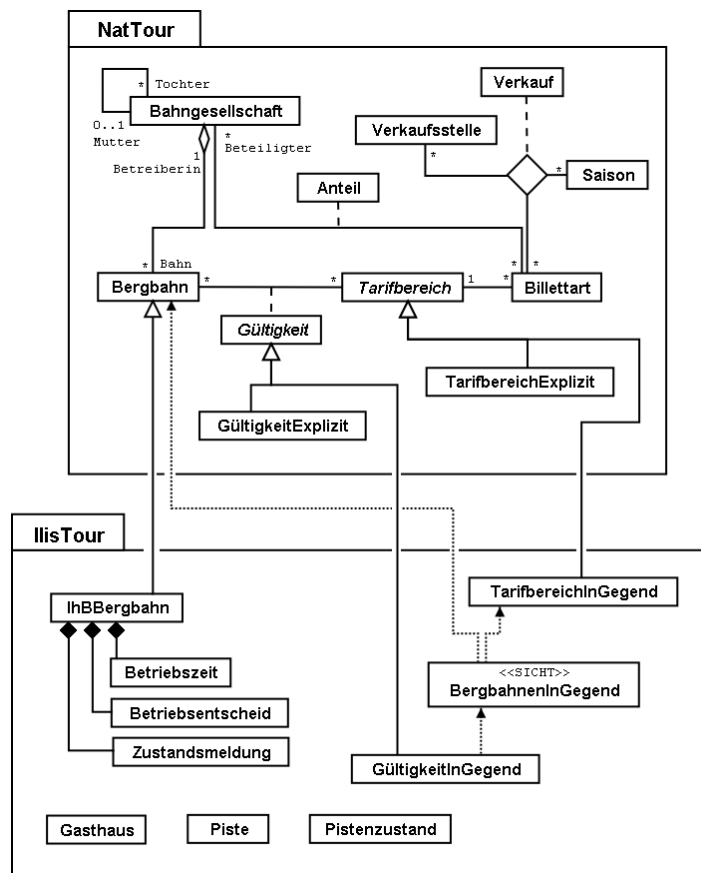 NatTour
* Tochter
Bahngesellschaft
0..1
Mutter
1
Betreiberin
*
Beteiligter
Verkauf
Verkaufsstelle
*
* Saison
Anteil
* Bahn
Bergbahn
*
* Tarifbereich
1
*
*
*
Billettart
Gültigkeit
TarifbereichExplizit
GültigkeitExplizit
IlisTour
TarifbereichInGegend
IhBBergbahn
Betriebszeit
<<SICHT>>
BergbahnenInGegend
Betriebsentscheid
Zustandsmeldung
GültigkeitInGegend
Gasthaus
Piste
Pistenzustand